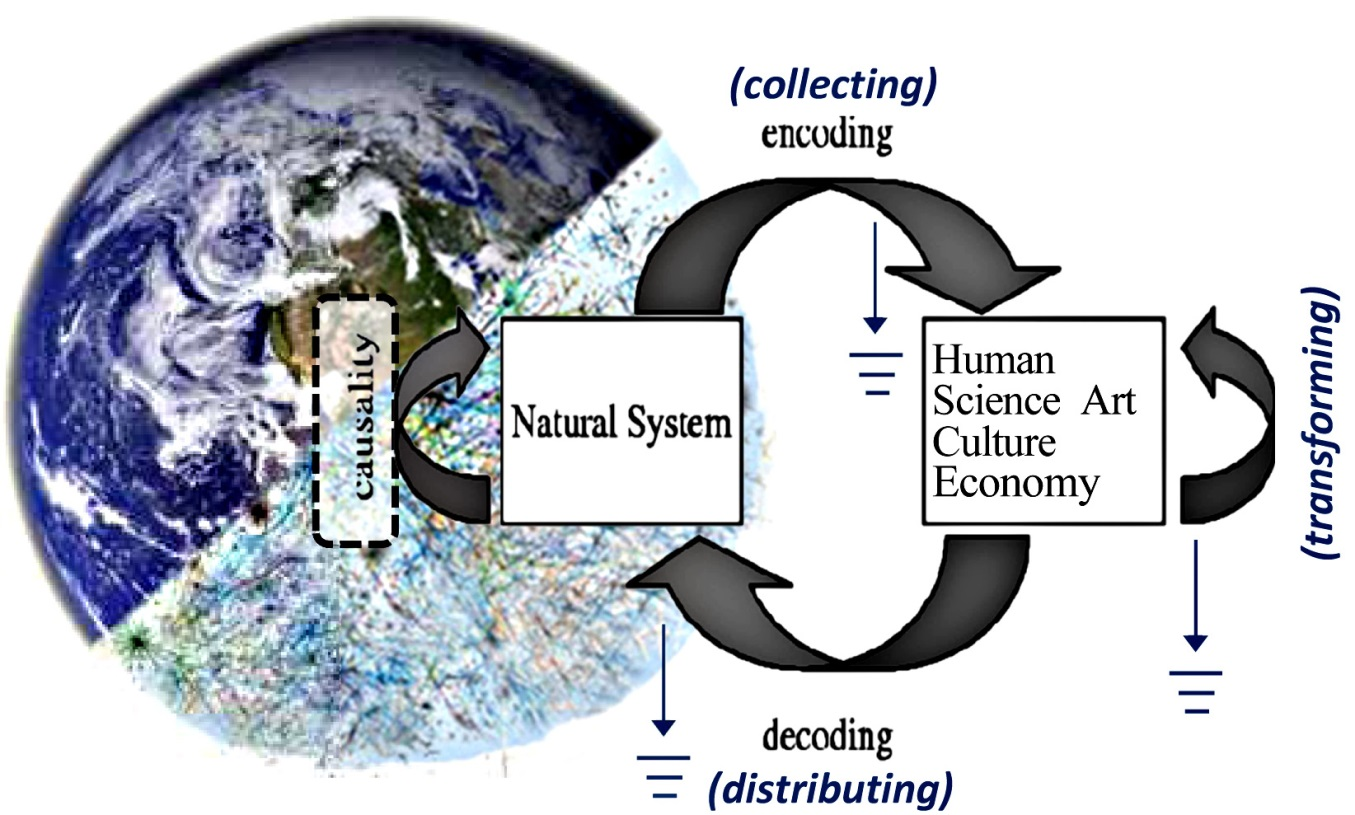 (collecting)
encoding
causality
Natural System
Human
Science Art
Culture
Economy
(transforming)
decoding
(distributing)